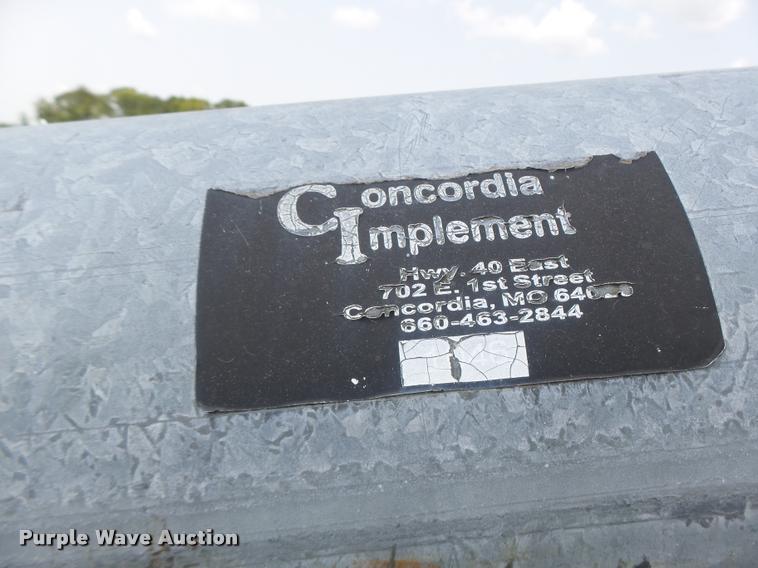 Concordia
Implement
Hwy. 40 East
702 E. 1st Street
Concordia, MO
660-463-2844
Purple Wave Auction